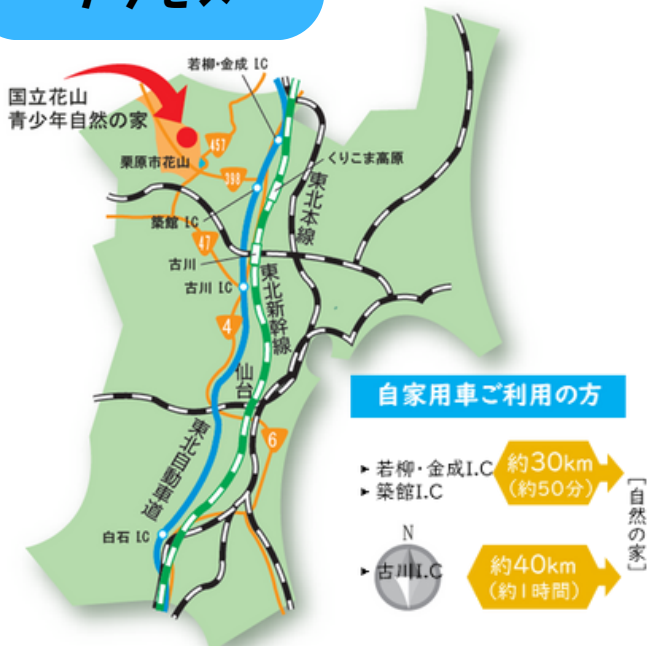 アクセス
若柳・金成 I.C
国立花山
青少年自然の家
457
栗原市花山
398
くりこま高原
東北本線
築館 I.C
47
古川
古川 I.C
東北新幹線
4
仙台
6
東北自動車道
白石 I.C
自家用車ご利用の方
▸ 若柳・金成I.C
▸ 築館I.C
約30km
(約50分)
[自然の家]
N
▸ 古川I.C
約40km
(約1時間)